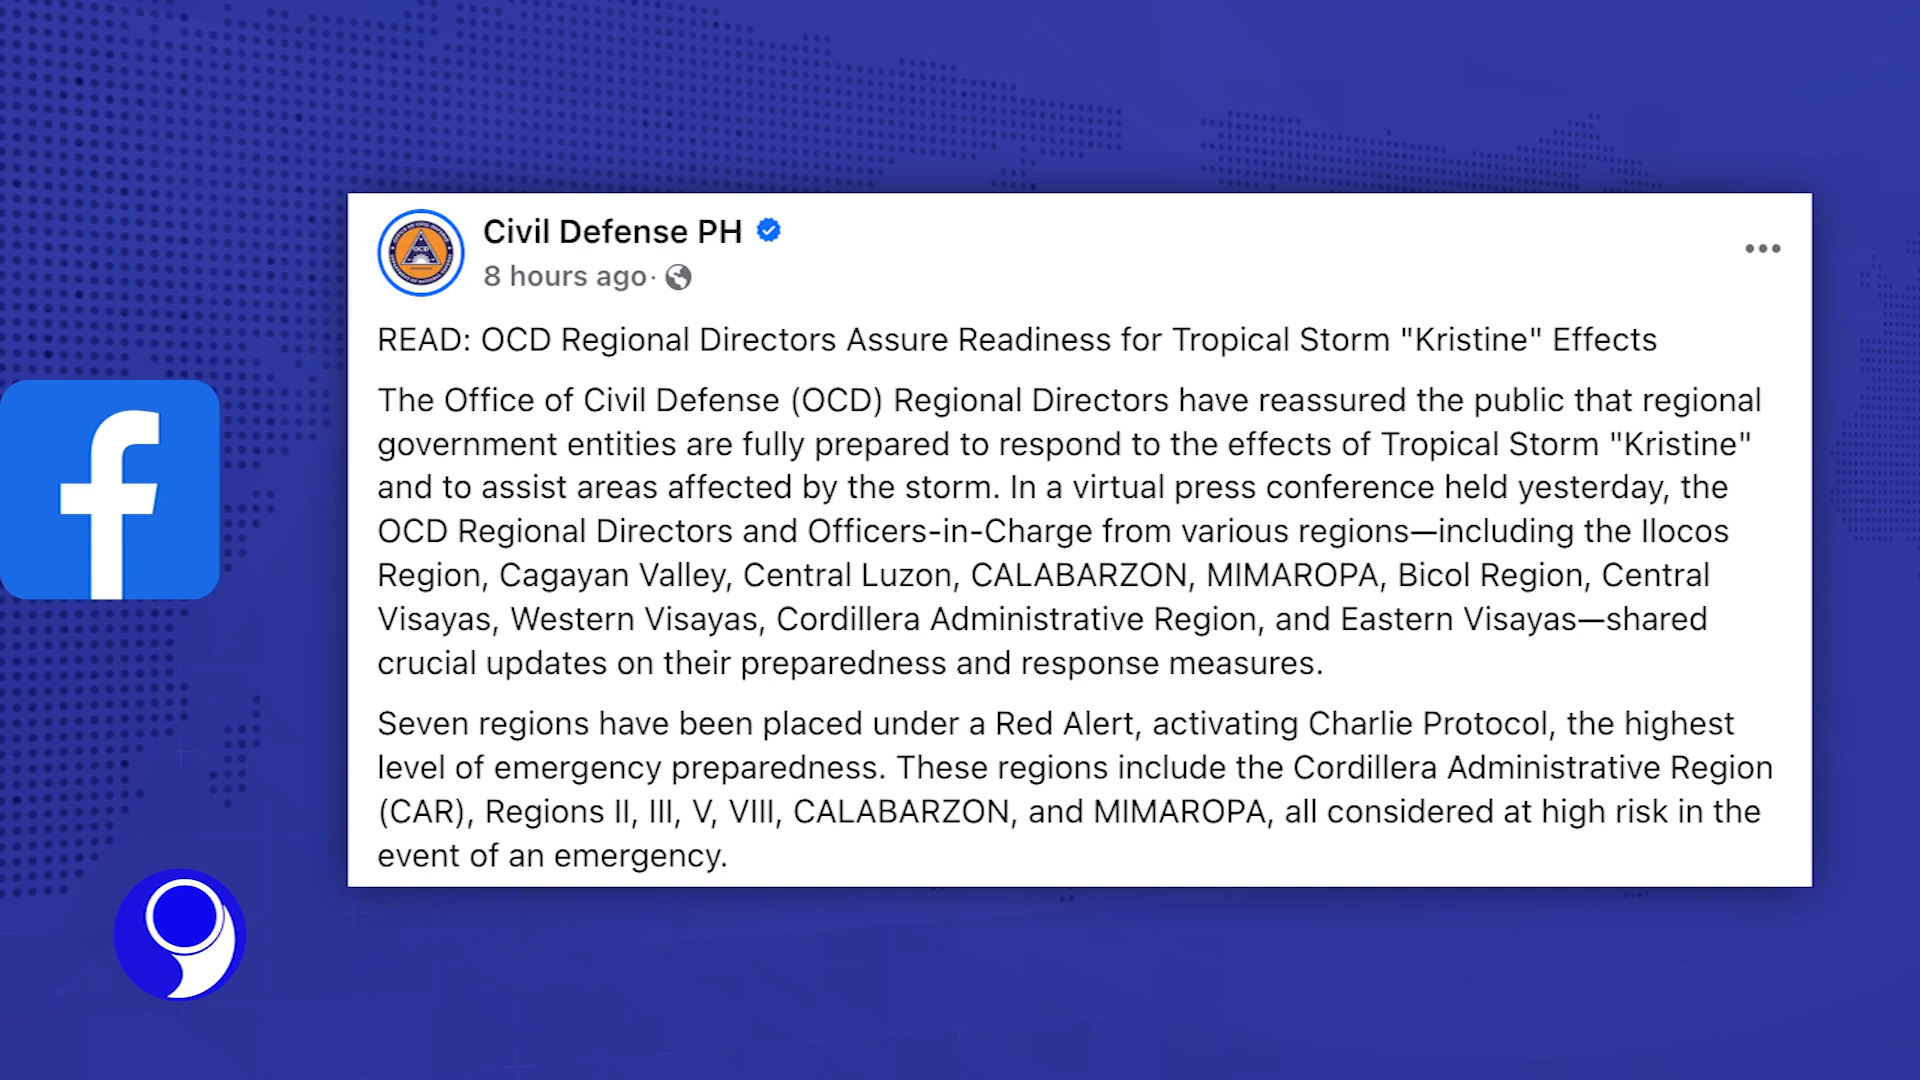 Civil Defense PH
8 hours ago·
READ: OCD Regional Directors Assure Readiness for Tropical Storm "Kristine" Effects
The Office of Civil Defense (OCD) Regional Directors have reassured the public that regional
government entities are fully prepared to respond to the effects of Tropical Storm "Kristine"
and to assist areas affected by the storm. In a virtual press conference held yesterday, the
OCD Regional Directors and Officers-in-Charge from various regions—including the Ilocos
Region, Cagayan Valley, Central Luzon, CALABARZON, MIMAROPA, Bicol Region, Central
Visayas, Western Visayas, Cordillera Administrative Region, and Eastern Visayas—shared
crucial updates on their preparedness and response measures.
Seven regions have been placed under a Red Alert, activating Charlie Protocol, the highest
level of emergency preparedness. These regions include the Cordillera Administrative Region
(CAR), Regions II, III, V, VIII, CALABARZON, and MIMAROPA, all considered at high risk in the
event of an emergency.